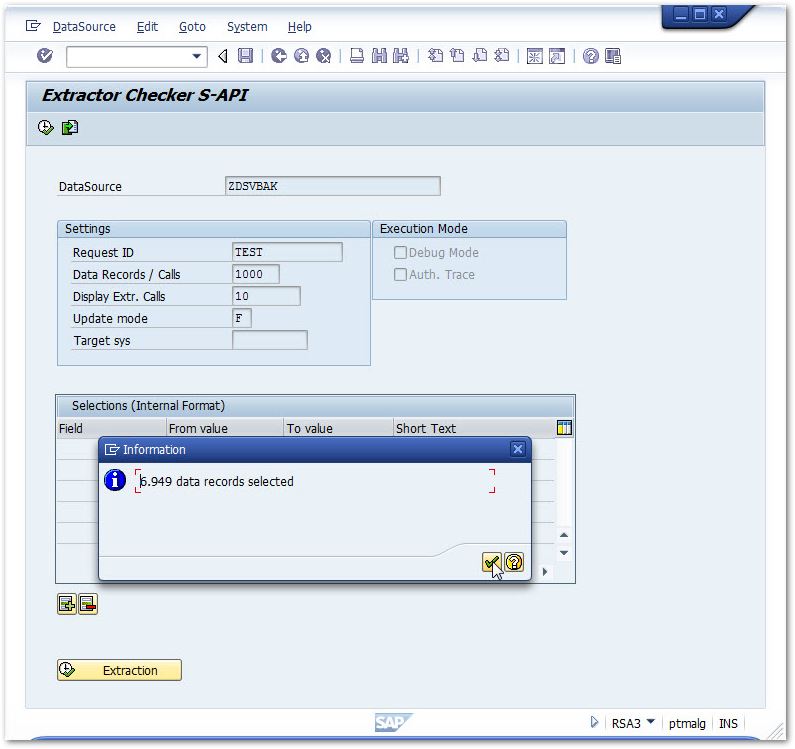 DataSource Edit Goto System Help
Extractor Checker S-API
DataSource ZDSVBAK
Settings
Execution Mode
Request ID TEST
Debug Mode
Data Records / Calls 1000
Auth. Trace
Display Extr. Calls 10
Update mode F
Target sys
Selections (Internal Format)
Field From value To value Short Text
Information
6.949 data records selected
Extraction
SAP RSA3 ptmalg INS